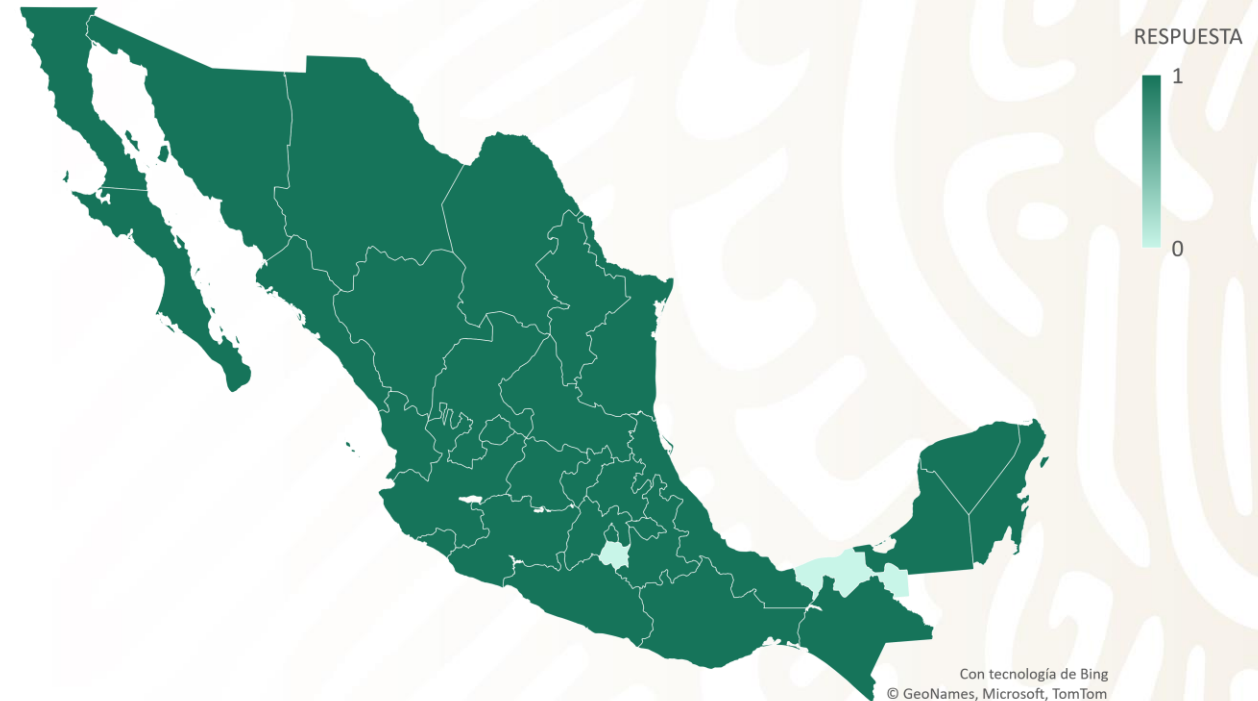 RESPUESTA
1
0
Con tecnología de Bing
© GeoNames, Microsoft, TomTom